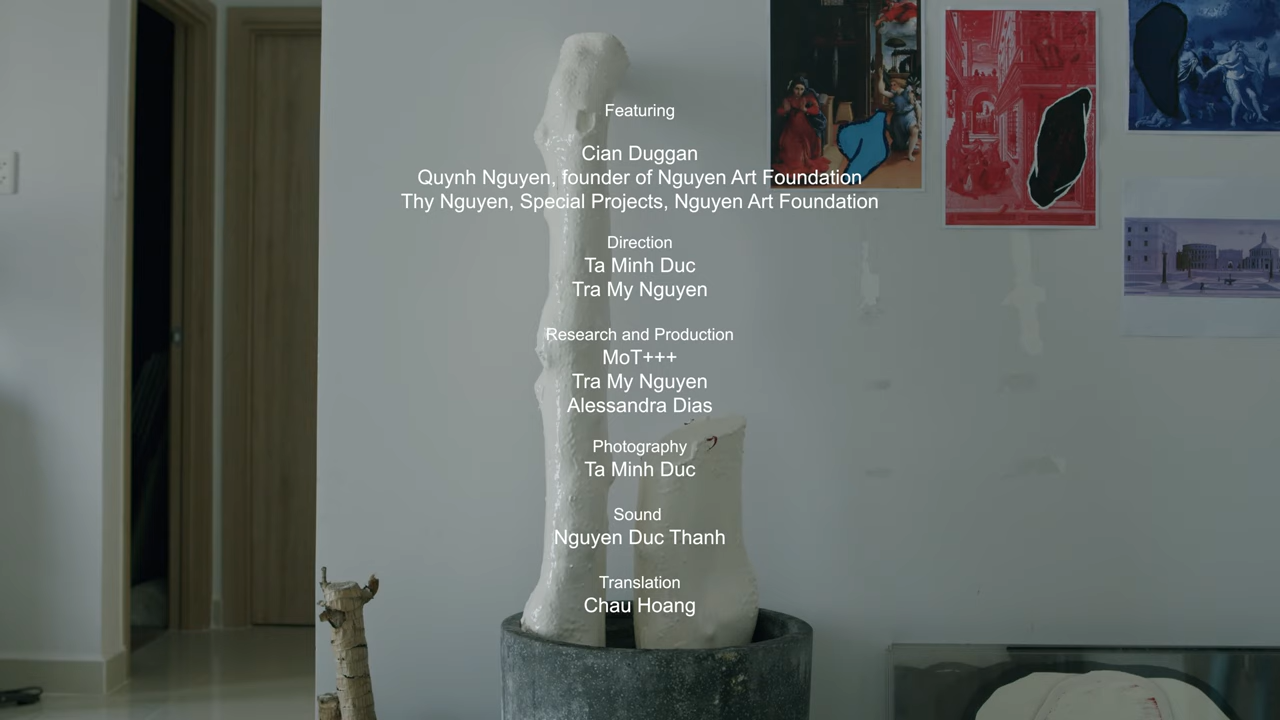 Featuring
Cian Duggan
Quynh Nguyen, founder of Nguyen Art Foundation
Thy Nguyen, Special Projects, Nguyen Art Foundation
Direction
Ta Minh Duc
Tra My Nguyen
Research and Production
MoT+++
Tra My Nguyen
Alessandra Dias
Photography
Ta Minh Duc
Sound
Nguyen Duc Thanh
Translation
Chau Hoang